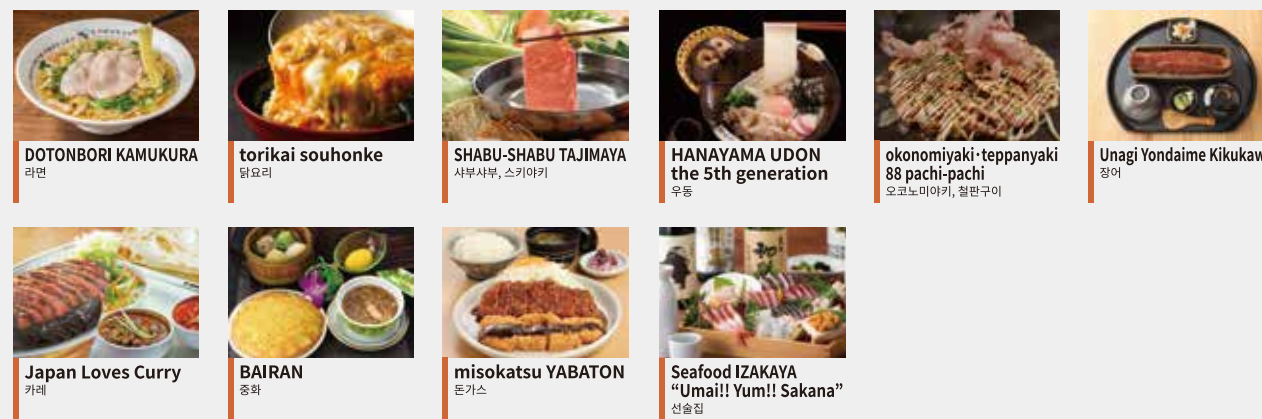 DOTONBORI KAMUKURA
라면
torikai souhonke
닭요리
SHABU-SHABU TAJIMAYA
샤부샤부, 스키야키
HANAYAMA UDON
the 5th generation
우동
okonomiyaki·teppanyaki
88 pachi-pachi
오코노미야키, 철판구이
Unagi Yondaime Kikukaw
장어
Japan Loves Curry
카레
BAIRAN
중화
misokatsu YABATON
돈가스
Seafood IZAKAYA
“Umai!! Yum!! Sakana”
선술집